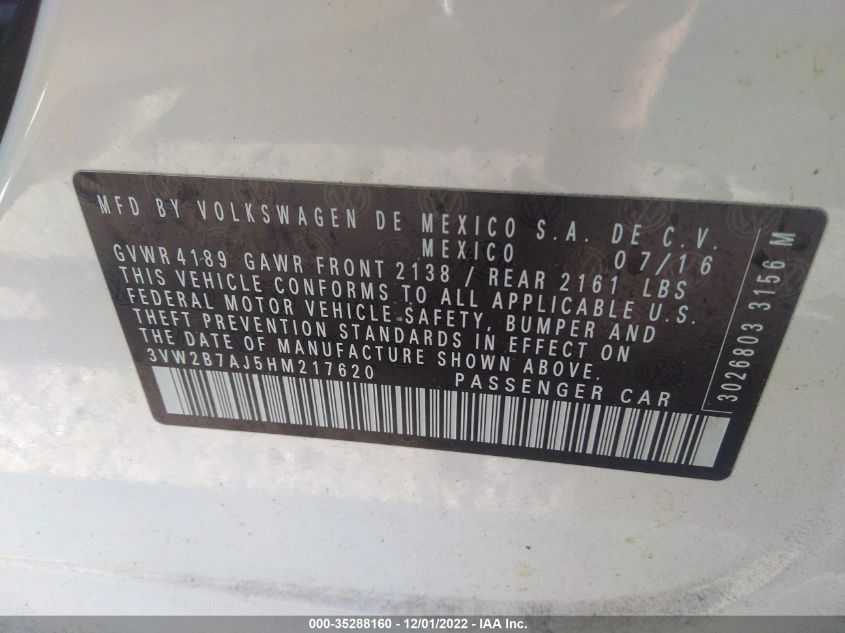 MFD BY VOLKSWAGEN DE MEXICO S.A. DE C.V.
MEXICO 07/16
GVWR 4189 GAWR FRONT 2138 / REAR 2161 LBS
THIS VEHICLE CONFORMS TO ALL APPLICABLE U.S.
FEDERAL MOTOR VEHICLE SAFETY, BUMPER AND
THEFT PREVENTION STANDARDS IN EFFECT ON
THE DATE OF MANUFACTURE SHOWN ABOVE.
3VW2B7AJ5HM217620 PASSENGER CAR
3026803 3156 M
000-35288160 - 12/01/2022 - IAA Inc.